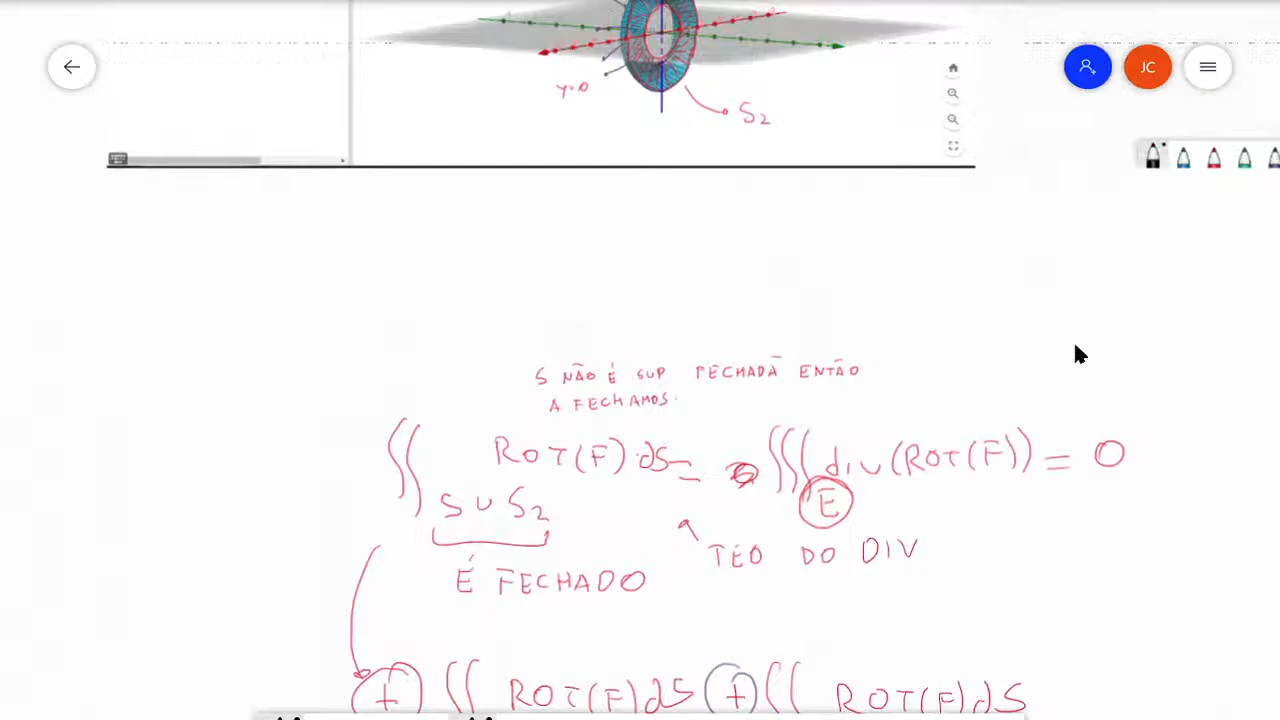 JC
y=0
S2
S NÃO É SUP FECHADA ENTÃO
A FECHAMOS.
∬ ROT(F)·dS = ∭ div(ROT(F)) = 0
S ∪ S2
E
É FECHADO
TEO DO DIV
+ ∬ ROT(F)dS + ∬ ROT(F)dS